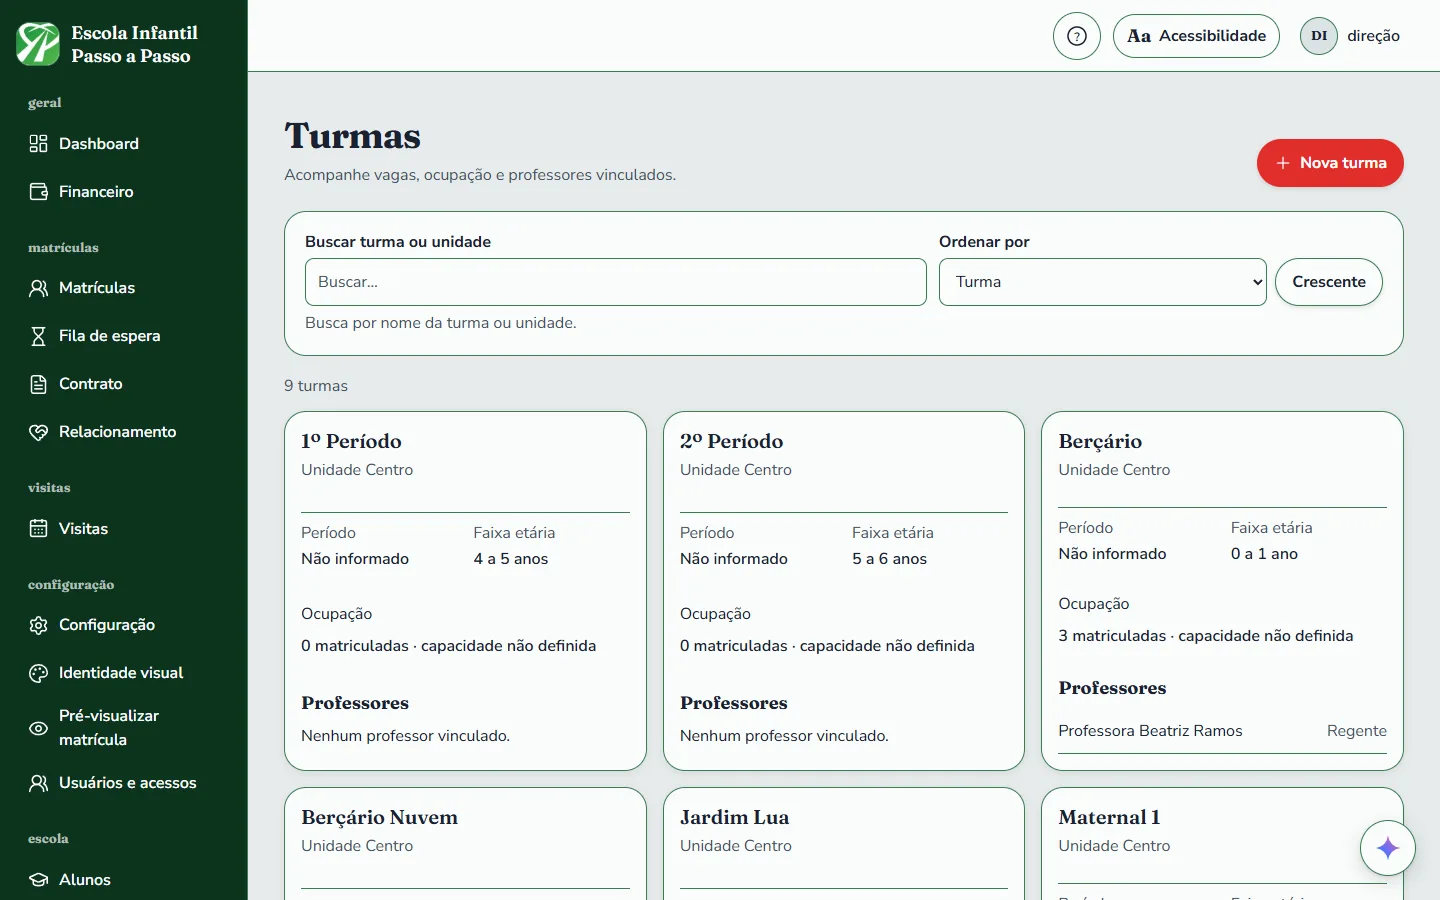 Escola Infantil
Passo a Passo
geral
Dashboard
Financeiro
matrículas
Matrículas
Fila de espera
Contrato
Relacionamento
visitas
Visitas
configuração
Configuração
Identidade visual
Pré-visualizar
matrícula
Usuários e acessos
escola
Alunos
? Aa Acessibilidade DI direção
Turmas
Acompanhe vagas, ocupação e professores vinculados.
+ Nova turma
Buscar turma ou unidade
Buscar...
Busca por nome da turma ou unidade.
Ordenar por
Turma
Crescente
9 turmas
1º Período
Unidade Centro
Período Faixa etária
Não informado 4 a 5 anos
Ocupação
0 matriculadas · capacidade não definida
Professores
Nenhum professor vinculado.
2º Período
Unidade Centro
Período Faixa etária
Não informado 5 a 6 anos
Ocupação
0 matriculadas · capacidade não definida
Professores
Nenhum professor vinculado.
Berçário
Unidade Centro
Período Faixa etária
Não informado 0 a 1 ano
Ocupação
3 matriculadas · capacidade não definida
Professores
Professora Beatriz Ramos Regente
Berçário Nuvem
Unidade Centro
Jardim Lua
Unidade Centro
Maternal 1
Unidade Centro